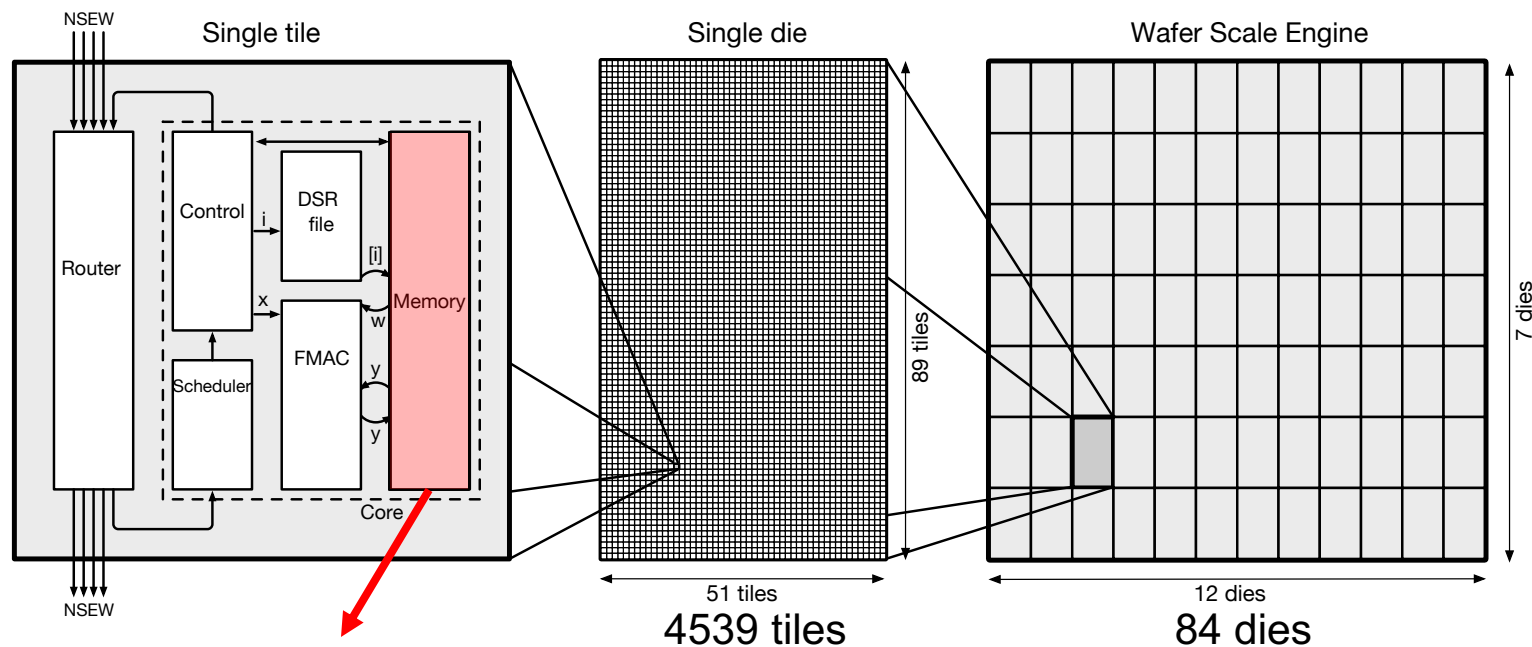 NSEW
Single tile
Router
Control
Scheduler
DSR
file
FMAC
Memory
i
[i]
x
w
y
y
Core
NSEW
Single die
89 tiles
51 tiles
4539 tiles
Wafer Scale Engine
7 dies
12 dies
84 dies